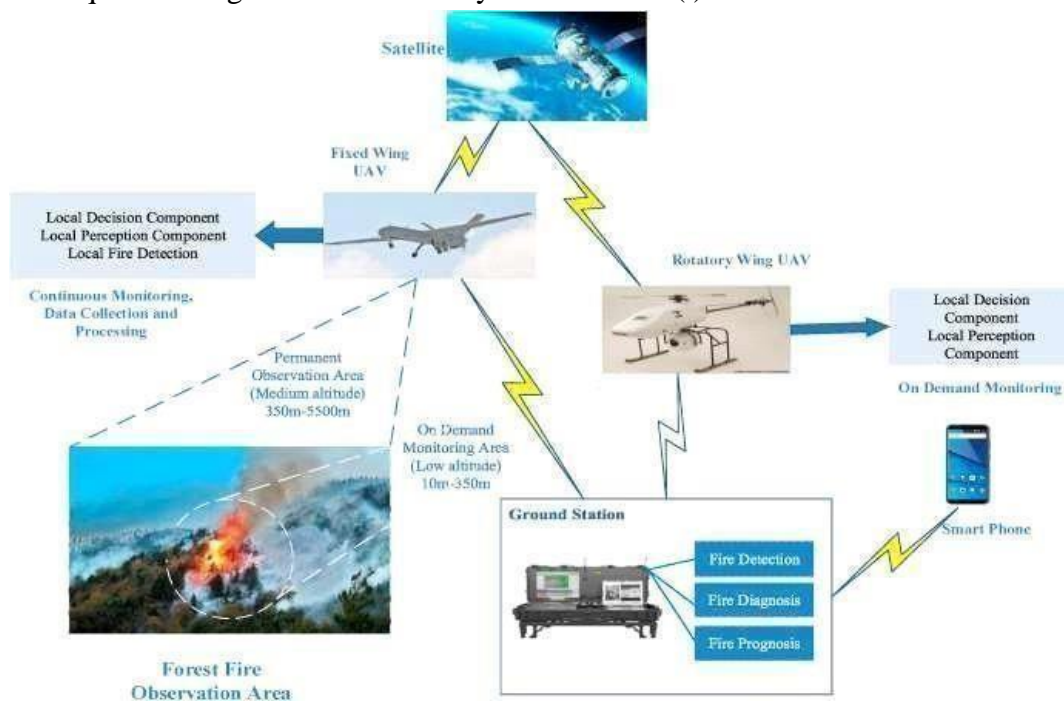 Satellite
Fixed Wing
UAV
Local Decision Component
Local Perception Component
Local Fire Detection
Continuous Monitoring,
Data Collection and
Processing
Rotatory Wing UAV
Local Decision
Component
Local Perception
Component
On Demand Monitoring
Permanent
Observation Area
(Medium altitude)
350m-5500m
On Demand
Monitoring Area
(Low altitude)
10m-350m
Ground Station
Fire Detection
Fire Diagnosis
Fire Prognosis
Smart Phone
Forest Fire
Observation Area